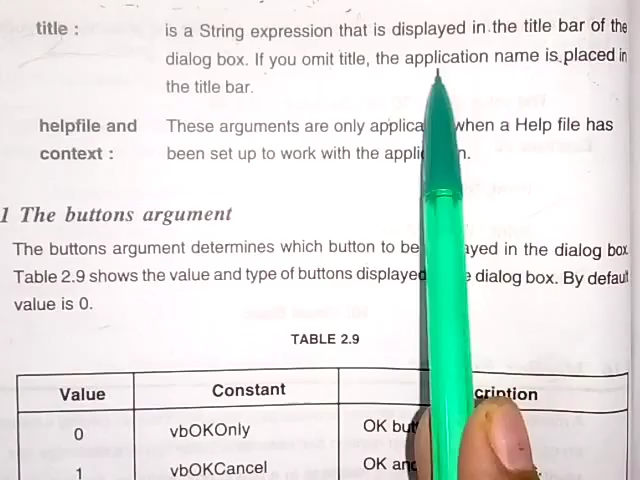 title : is a String expression that is displayed in the title bar of the
dialog box. If you omit title, the application name is placed in
the title bar.
helpfile and These arguments are only applica when a Help file has
context : been set up to work with the appli n.
1 The buttons argument
The buttons argument determines which button to be ayed in the dialog box
Table 2.9 shows the value and type of buttons displayed e dialog box. By default
value is 0.
TABLE 2.9
Value Constant cription
0 vbOKOnly OK but
1 vbOKCancel OK and